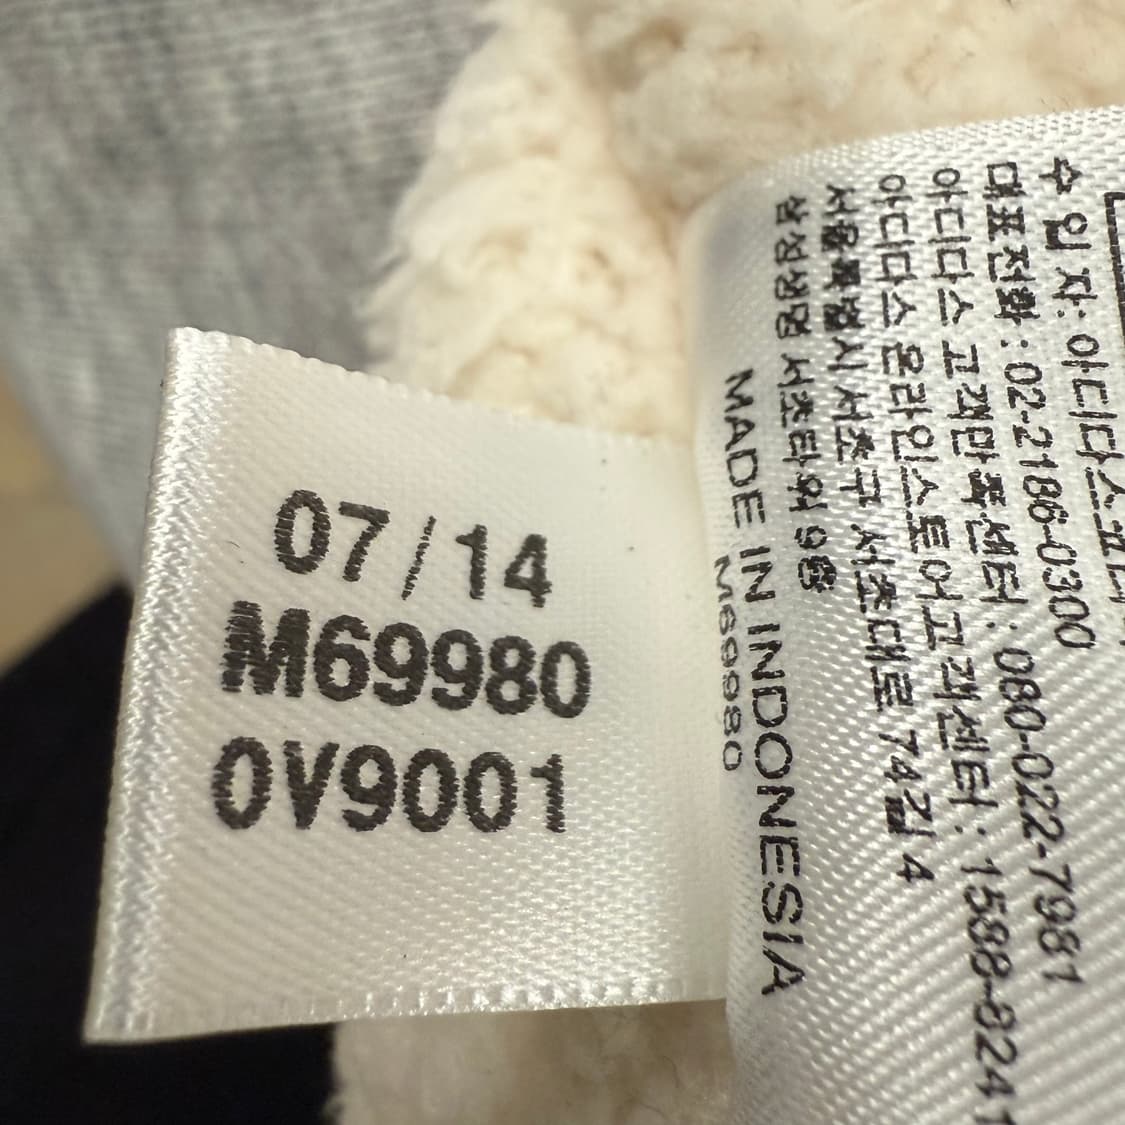 07/14
M69980
0V9001
수 입 자: 아디다스코리아
대표전화 : 02-2186-0300
아디다스 고객만족센터 : 080-022-7981
아디다스온라인스토어고객센터 : 1588-8241
서울특별시 서초구 서초대로 74길 4
삼성생명 서초타워 9층
MADE IN INDONESIA
M69980